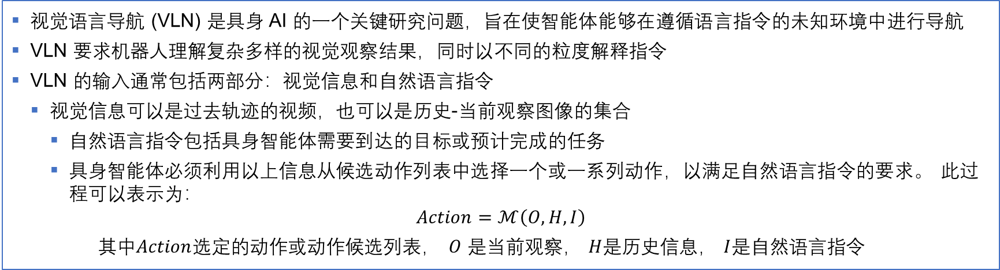 ▪ 视觉语言导航 (VLN) 是具身 AI 的一个关键研究问题，旨在使智能体能够在遵循语言指令的未知环境中进行导航
▪ VLN 要求机器人理解复杂多样的视觉观察结果，同时以不同的粒度解释指令
▪ VLN 的输入通常包括两部分：视觉信息和自然语言指令
▪ 视觉信息可以是过去轨迹的视频，也可以是历史-当前观察图像的集合
▪ 自然语言指令包括具身智能体需要到达的目标或预计完成的任务
▪ 具身智能体必须利用以上信息从候选动作列表中选择一个或一系列动作，以满足自然语言指令的要求。 此过
程可以表示为：
Action = ℳ(O, H, I)
其中Action选定的动作或动作候选列表， O 是当前观察， H是历史信息， I是自然语言指令